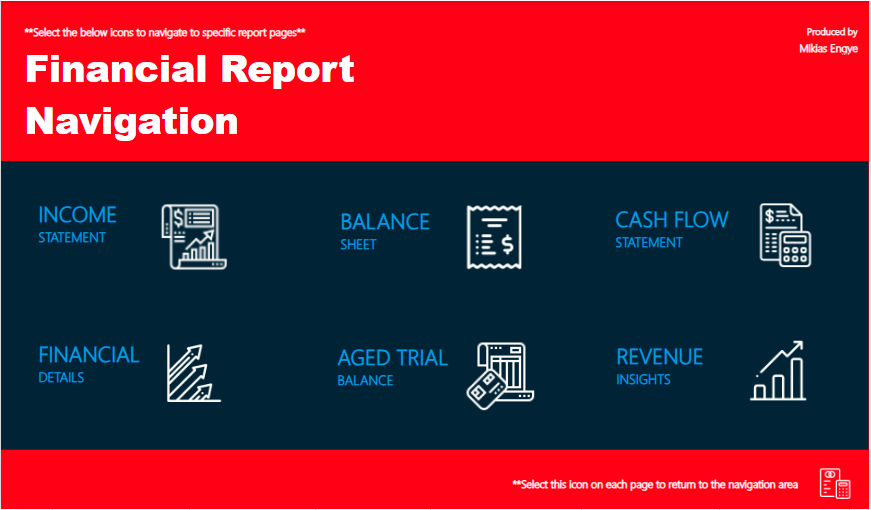 **Select the below icons to navigate to specific report pages**
Produced by
Miklas Engye
Financial Report
Navigation
INCOME
STATEMENT
$
BALANCE
SHEET
$
CASH FLOW
STATEMENT
$
FINANCIAL
DETAILS
AGED TRIAL
BALANCE
REVENUE
INSIGHTS
**Select this icon on each page to return to the navigation area